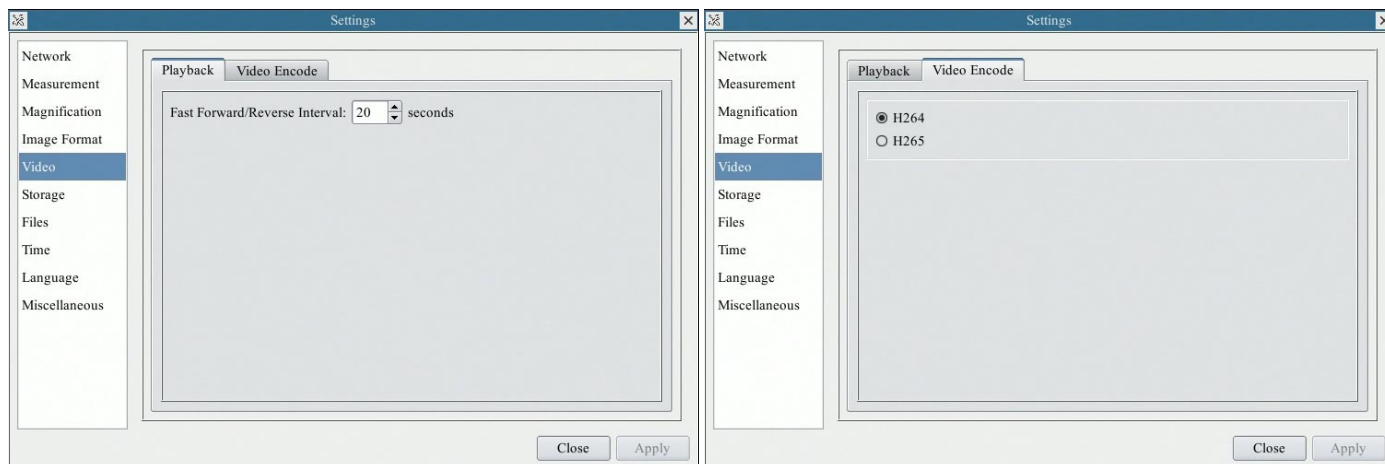 Settings
Network
Measurement
Magnification
Image Format
Video
Storage
Files
Time
Language
Miscellaneous
Playback Video Encode
Fast Forward/Reverse Interval: 20 seconds
Close Apply
Settings
Network
Measurement
Magnification
Image Format
Video
Storage
Files
Time
Language
Miscellaneous
Playback Video Encode
H264
H265
Close Apply